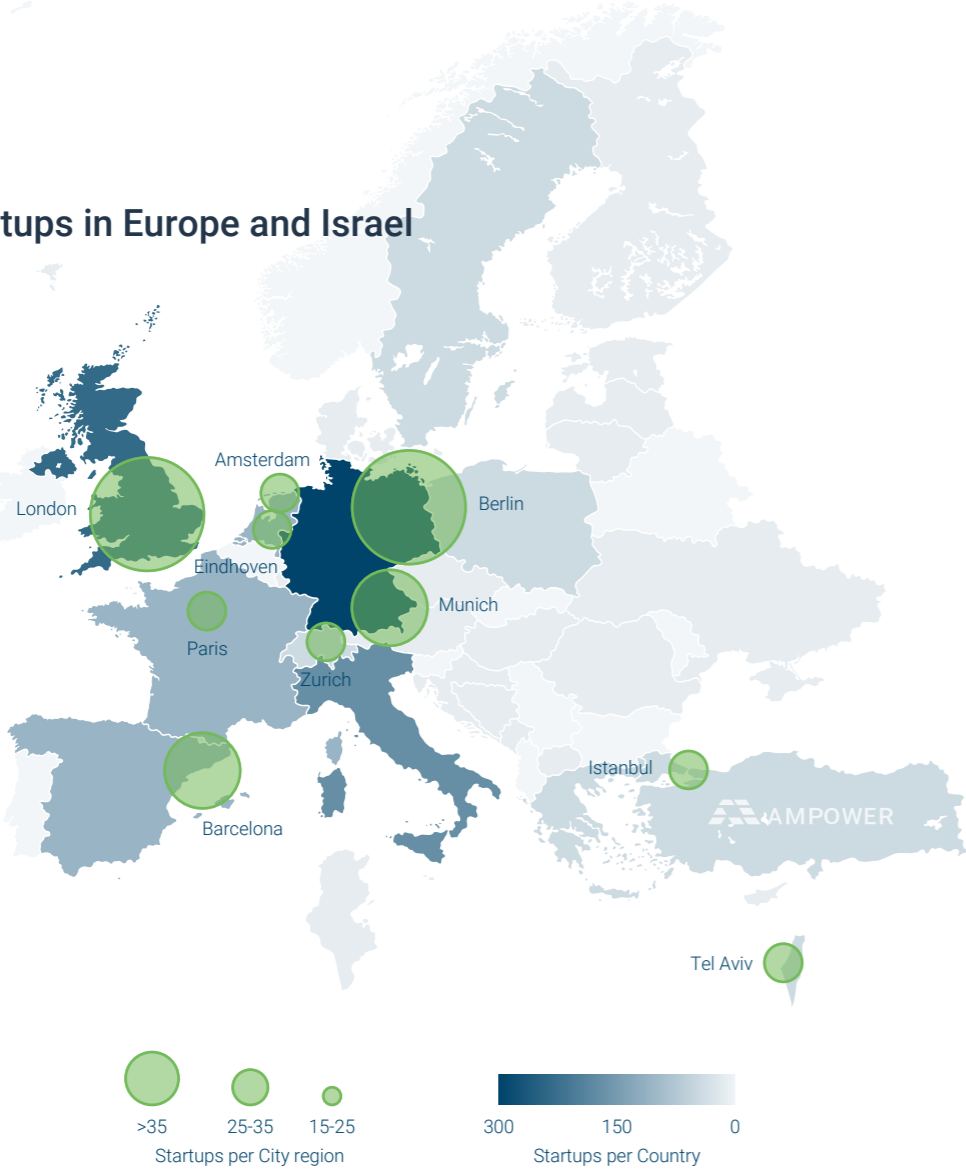 tups in Europe and Israel
Amsterdam
London
Berlin
Eindhoven
Munich
Paris
Zurich
Istanbul
AMPOWER
Barcelona
Tel Aviv
>35 25-35 15-25
Startups per City region
300 150 0
Startups per Country